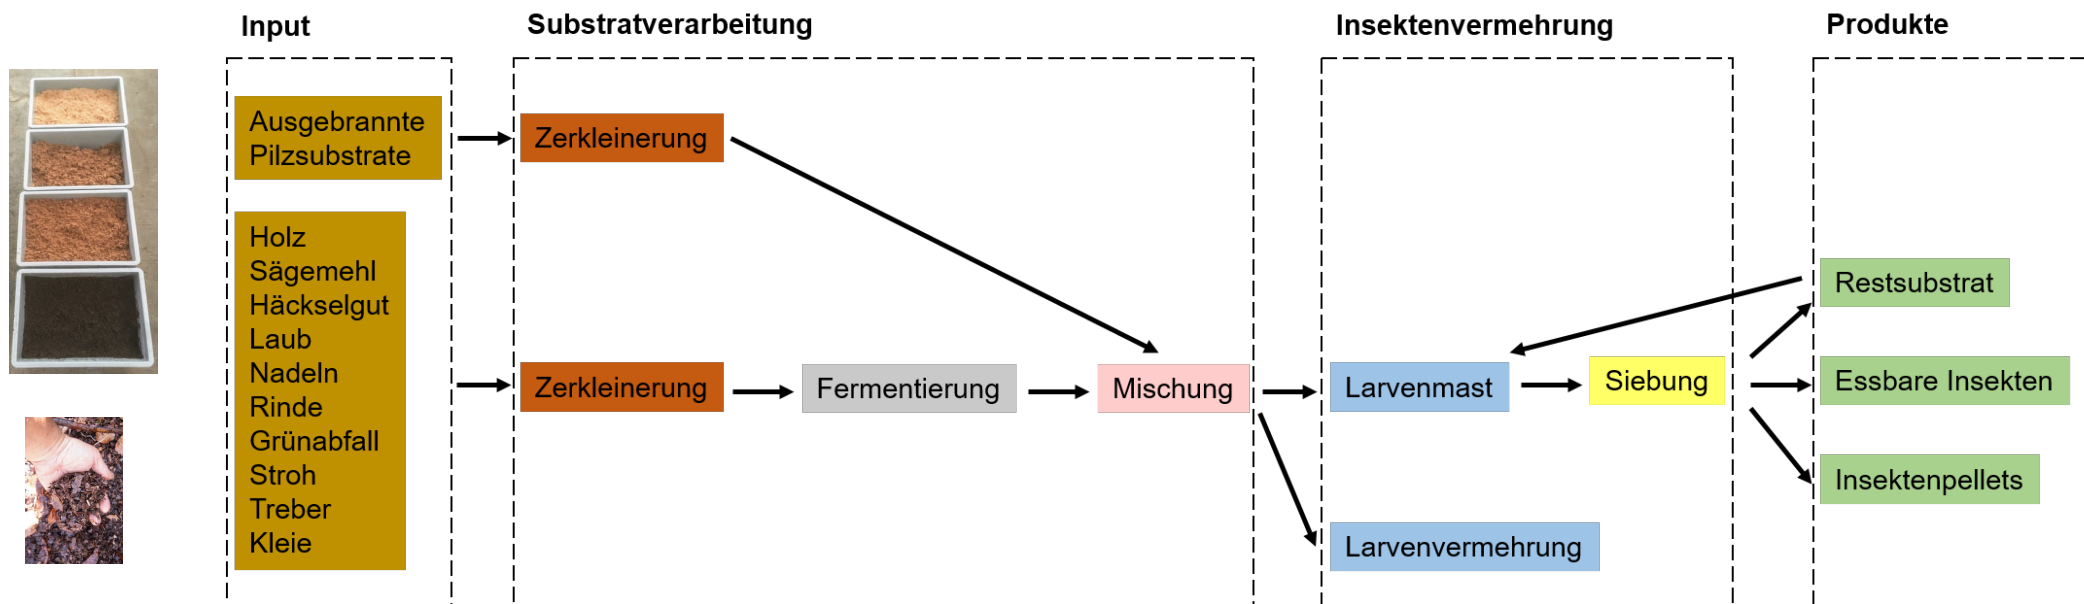 Input
Substratverarbeitung
Insektenvermehrung
Produkte
Ausgebrannte
Pilzsubstrate
Zerkleinerung
Holz
Sägemehl
Häckselgut
Laub
Nadeln
Rinde
Grünabfall
Stroh
Treber
Kleie
Zerkleinerung
Fermentierung
Mischung
Larvenmast
Siebung
Larvenvermehrung
Restsubstrat
Essbare Insekten
Insektenpellets